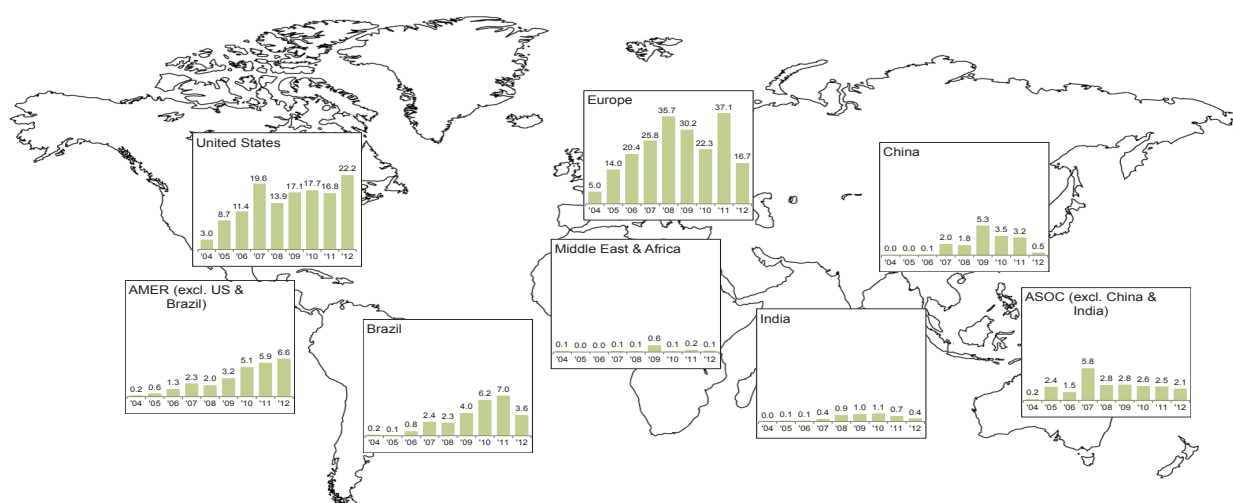 Europe
5.0 14.0 20.4 25.8 35.7 30.2 22.3 37.1 16.7
'04 '05 '06 '07 '08 '09 '10 '11 '12
United States
3.0 8.7 11.4 19.6 13.9 17.1 17.7 16.8 22.2
'04 '05 '06 '07 '08 '09 '10 '11 '12
China
0.0 0.0 0.1 2.0 1.8 5.3 3.5 3.2 0.5
'04 '05 '06 '07 '08 '09 '10 '11 '12
Middle East & Africa
0.1 0.0 0.0 0.1 0.1 0.6 0.1 0.2 0.1
'04 '05 '06 '07 '08 '09 '10 '11 '12
AMER (excl. US &
Brazil)
0.2 0.6 1.3 2.3 2.0 3.2 5.1 5.9 6.6
'04 '05 '06 '07 '08 '09 '10 '11 '12
ASOC (excl. China &
India)
0.2 2.4 1.5 5.8 2.8 2.8 2.6 2.5 2.1
'04 '05 '06 '07 '08 '09 '10 '11 '12
India
0.0 0.1 0.1 0.4 0.9 1.0 1.1 0.7 0.4
'04 '05 '06 '07 '08 '09 '10 '11 '12
Brazil
0.2 0.1 0.8 2.4 2.3 4.0 6.2 7.0 3.6
'04 '05 '06 '07 '08 '09 '10 '11 '12